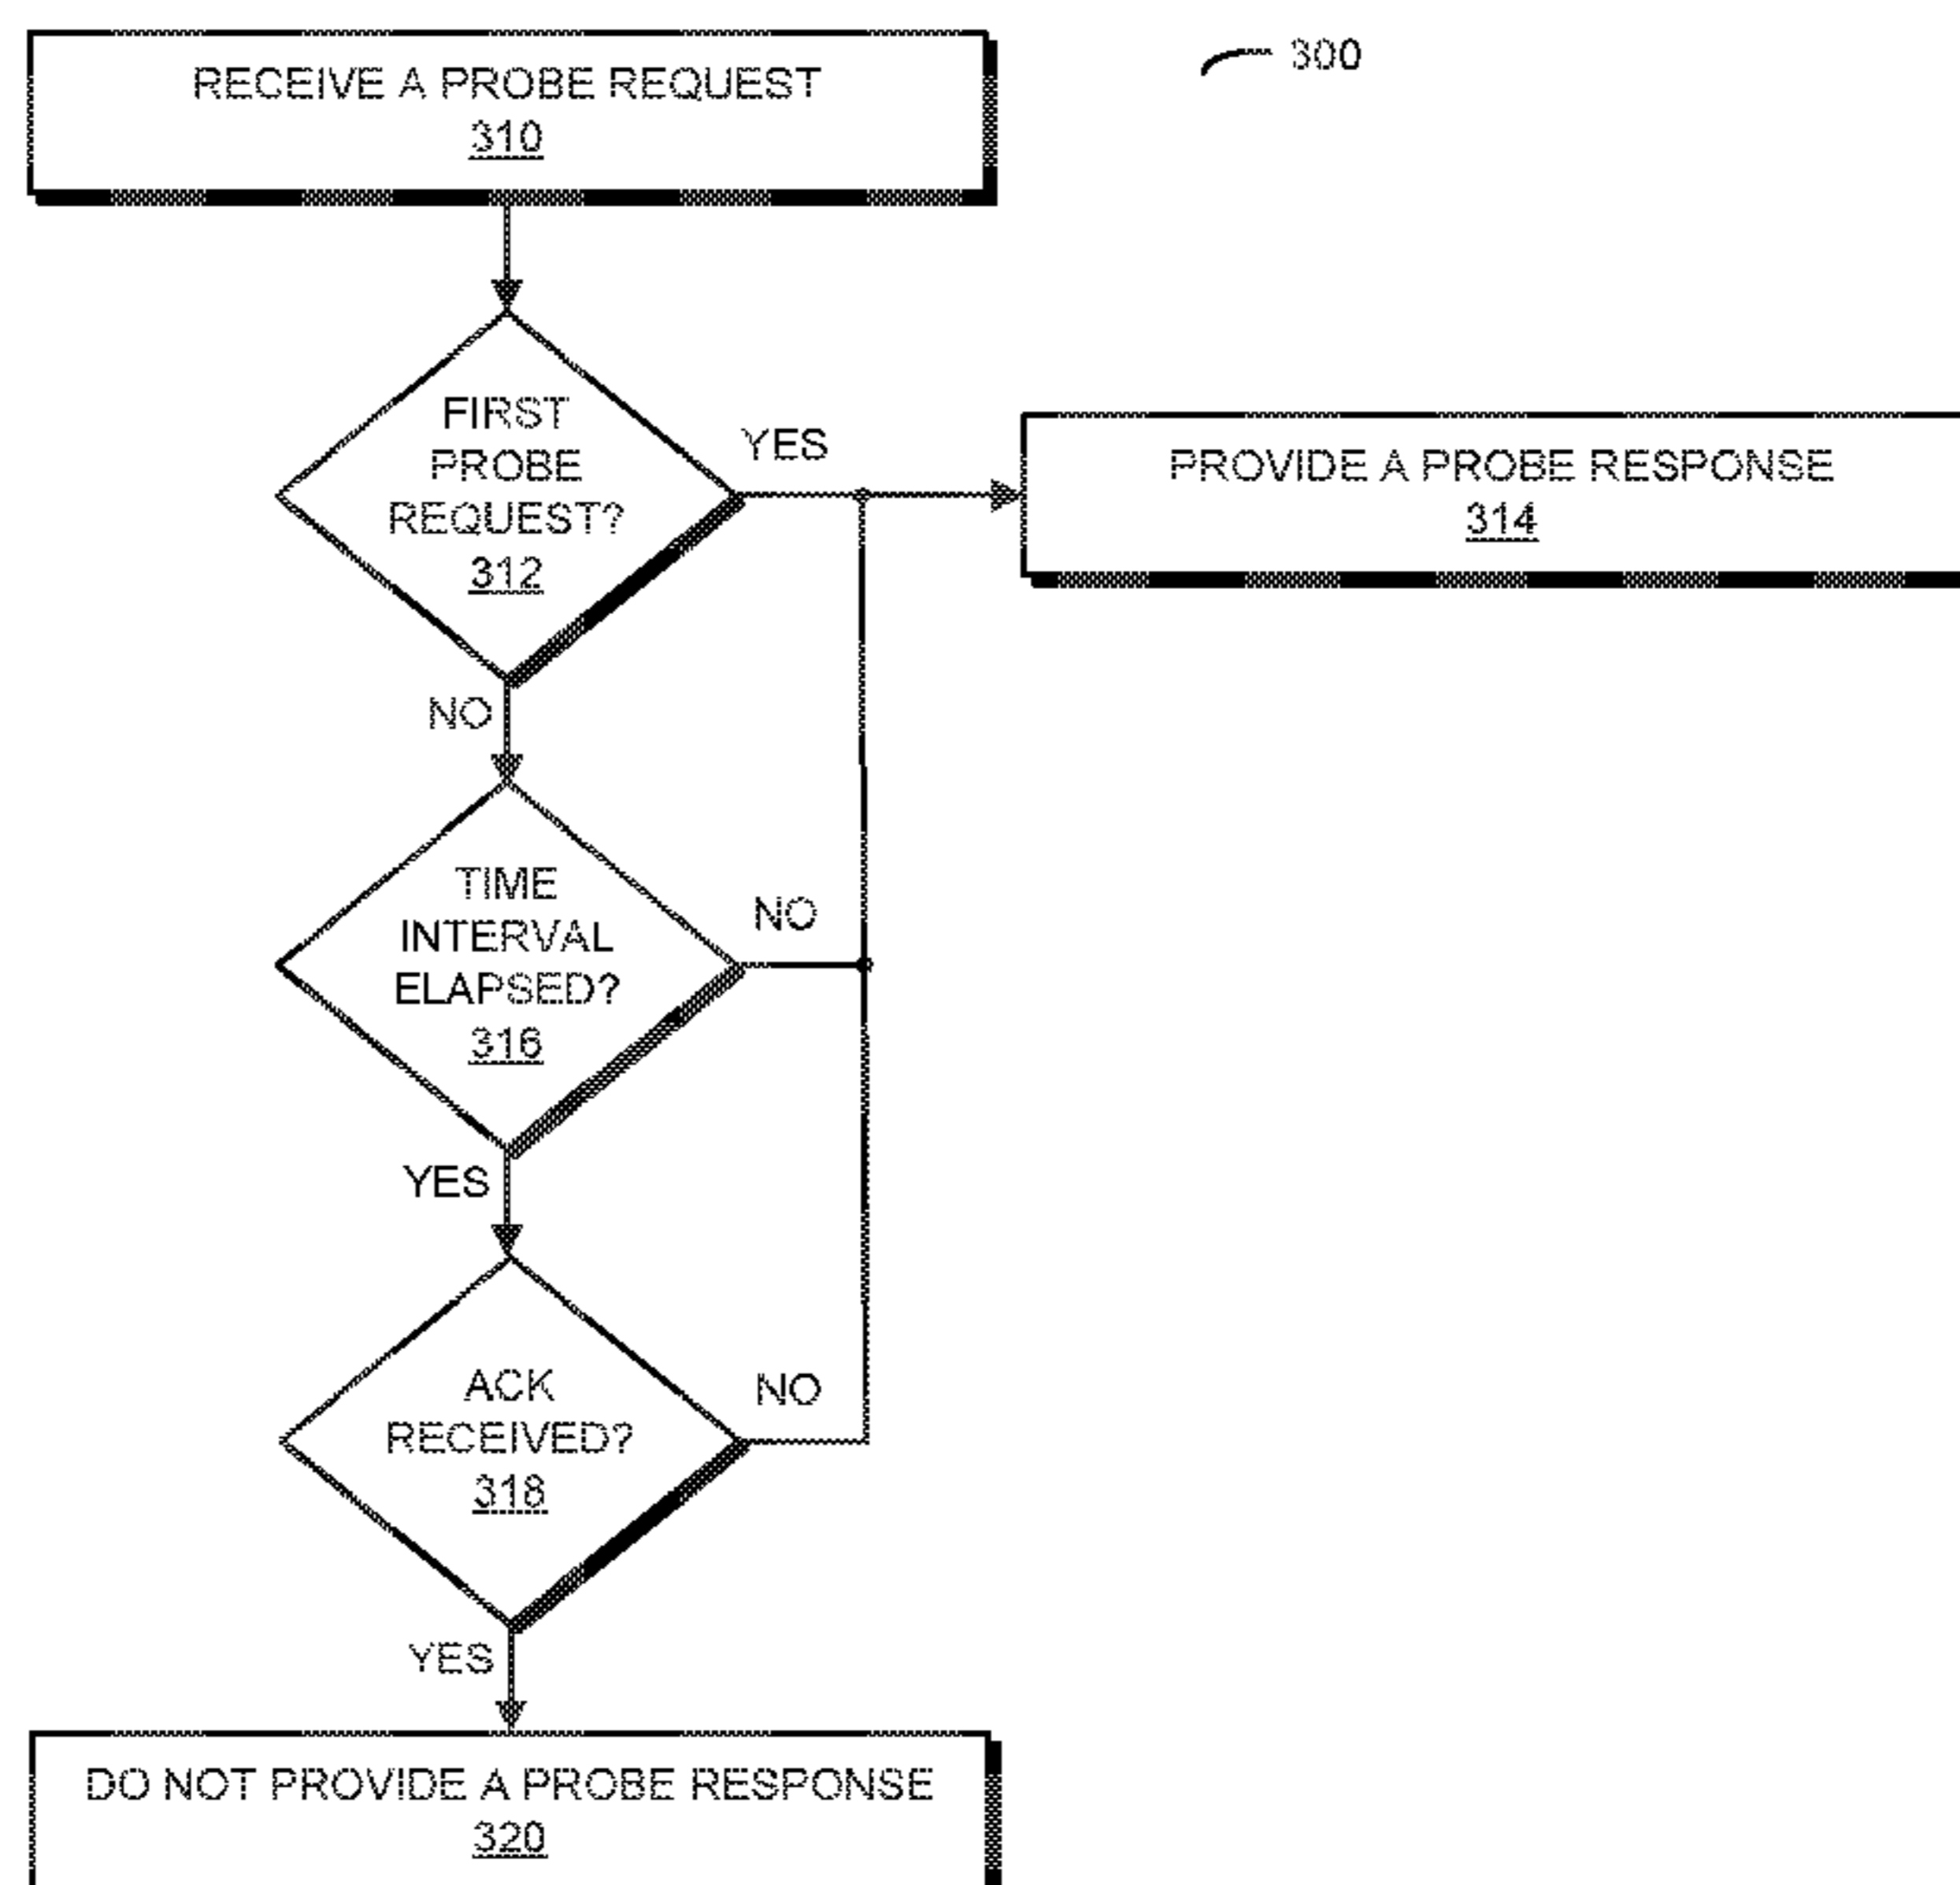 RECEIVE A PROBE REQUEST
310
300
FIRST
PROBE
REQUEST?
312
YES
PROVIDE A PROBE RESPONSE
314
NO
TIME
INTERVAL
ELAPSED?
316
NO
YES
ACK
RECEIVED?
318
NO
YES
DO NOT PROVIDE A PROBE RESPONSE
320